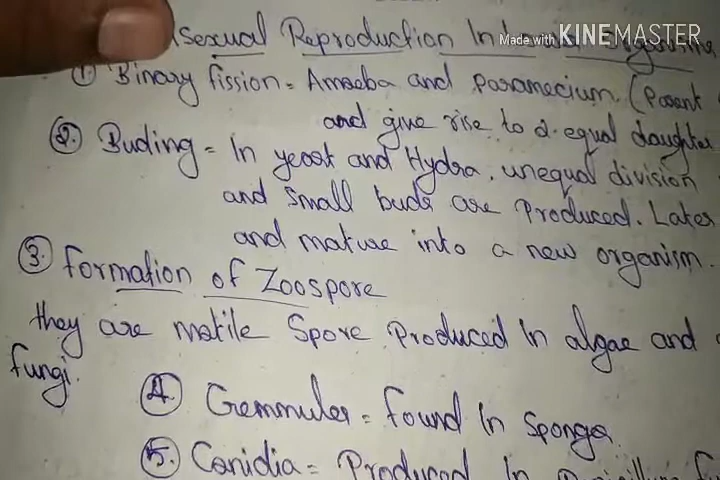 Asexual Reproduction In Organisms
Made with KINEMASTER
① Binary fission = Amoeba and Paramecium. (Parent
and give rise to 2 equal daughter
② Buding = In yeast and Hydra, unequal division
and small buds are produced. Later
and mature into a new organism.
③ Formation of Zoospore
they are motile Spore Produced In algae and
fungi.
④ Gemmules = found In Sponges.
⑤ Conidia = Produced In